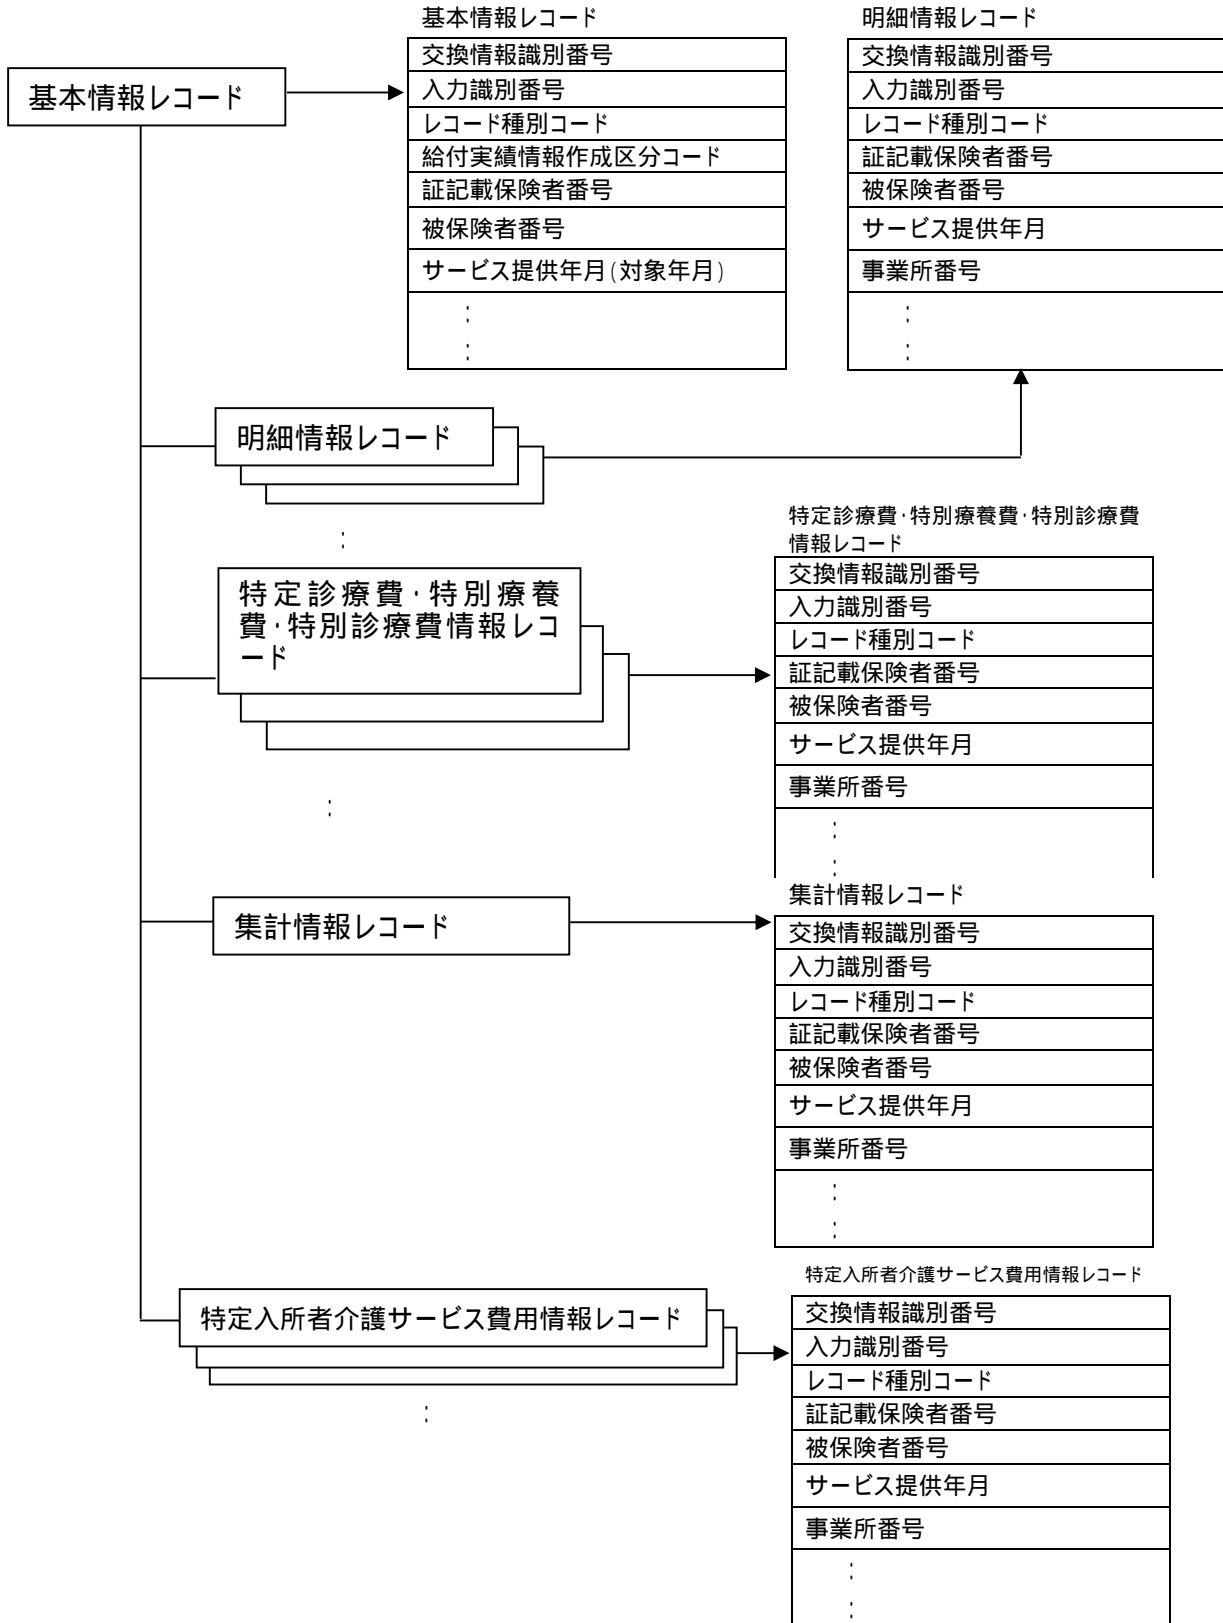 基本情報レコード
基本情報レコード
交換情報識別番号
入力識別番号
レコード種別コード
給付実績情報作成区分コード
証記載保険者番号
被保険者番号
サービス提供年月(対象年月)
:
:
明細情報レコード
交換情報識別番号
入力識別番号
レコード種別コード
証記載保険者番号
被保険者番号
サービス提供年月
事業所番号
:
:
明細情報レコード
:
特定診療費・特別療養
費・特別診療費情報レコ
ード
:
特定診療費・特別療養費・特別診療費
情報レコード
交換情報識別番号
入力識別番号
レコード種別コード
証記載保険者番号
被保険者番号
サービス提供年月
事業所番号
:
:
集計情報レコード
集計情報レコード
交換情報識別番号
入力識別番号
レコード種別コード
証記載保険者番号
被保険者番号
サービス提供年月
事業所番号
:
:
特定入所者介護サービス費用情報レコード
:
特定入所者介護サービス費用情報レコード
交換情報識別番号
入力識別番号
レコード種別コード
証記載保険者番号
被保険者番号
サービス提供年月
事業所番号
:
: